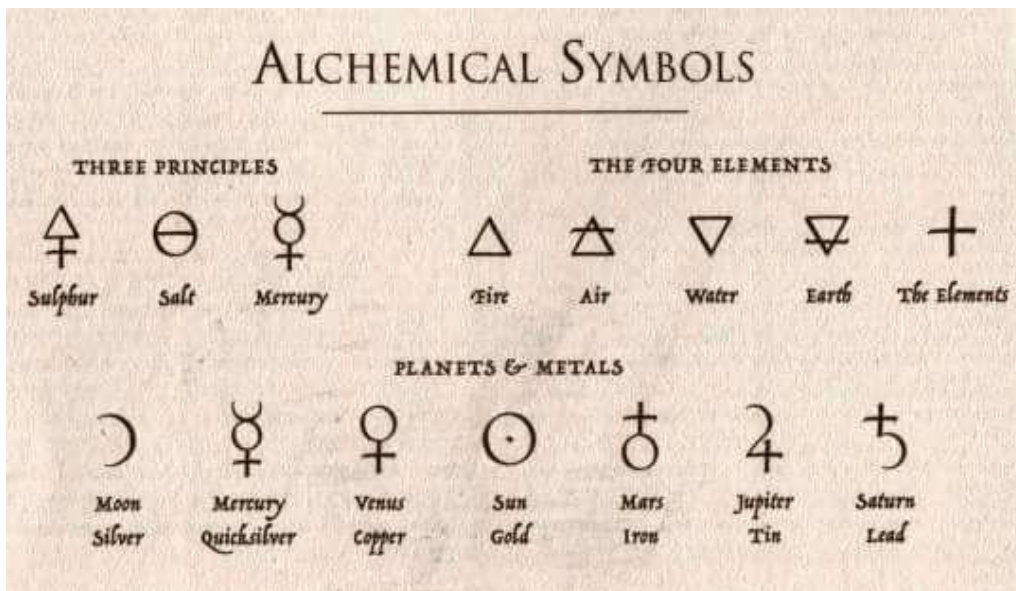 ALCHEMICAL SYMBOLS
THREE PRINCIPLES
Sulphur Salt Mercury
THE FOUR ELEMENTS
Fire Air Water Earth The Elements
PLANETS & METALS
Moon Mercury Venus Sun Mars Jupiter Saturn
Silver Quicksilver Copper Gold Iron Tin Lead